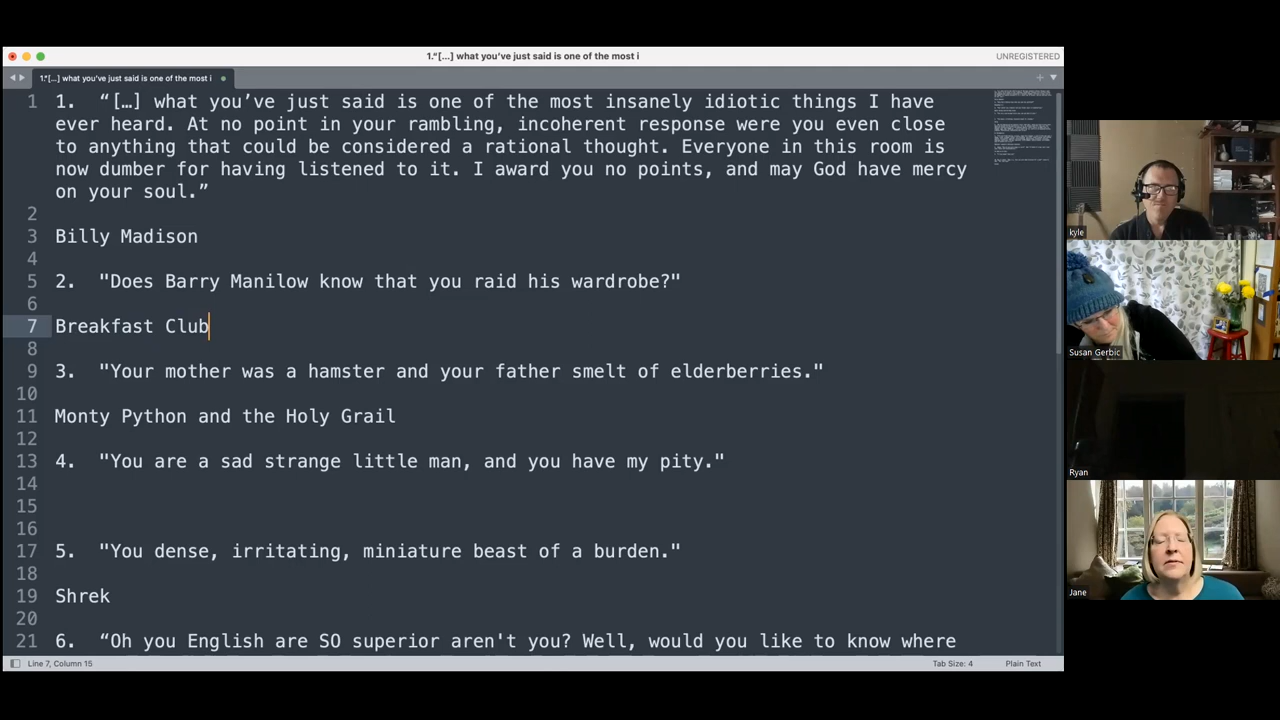 1."[…] what you've just said is one of the most i
UNREGISTERED
1."[…] what you've just said is one of the most i
1 1. “[…] what you’ve just said is one of the most insanely idiotic things I have
ever heard. At no point in your rambling, incoherent response were you even close
to anything that could be considered a rational thought. Everyone in this room is
now dumber for having listened to it. I award you no points, and may God have mercy
on your soul.”
2
3 Billy Madison
4
5 2. "Does Barry Manilow know that you raid his wardrobe?"
6
7 Breakfast Club
8
9 3. "Your mother was a hamster and your father smelt of elderberries."
10
11 Monty Python and the Holy Grail
12
13 4. "You are a sad strange little man, and you have my pity."
14
15
16
17 5. "You dense, irritating, miniature beast of a burden."
18
19 Shrek
20
21 6. “Oh you English are SO superior aren't you? Well, would you like to know where
Line 7, Column 15
Tab Size: 4
Plain Text
kyle
Susan Gerbic
Ryan
Jane